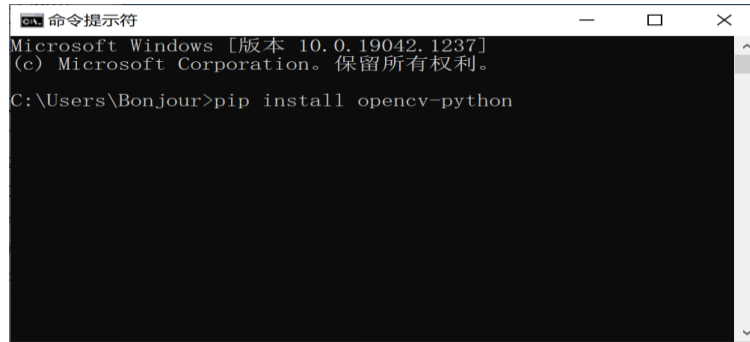 命令提示符
Microsoft Windows [版本 10.0.19042.1237]
(c) Microsoft Corporation。保留所有权利。
C:\Users\Bonjour>pip install opencv-python